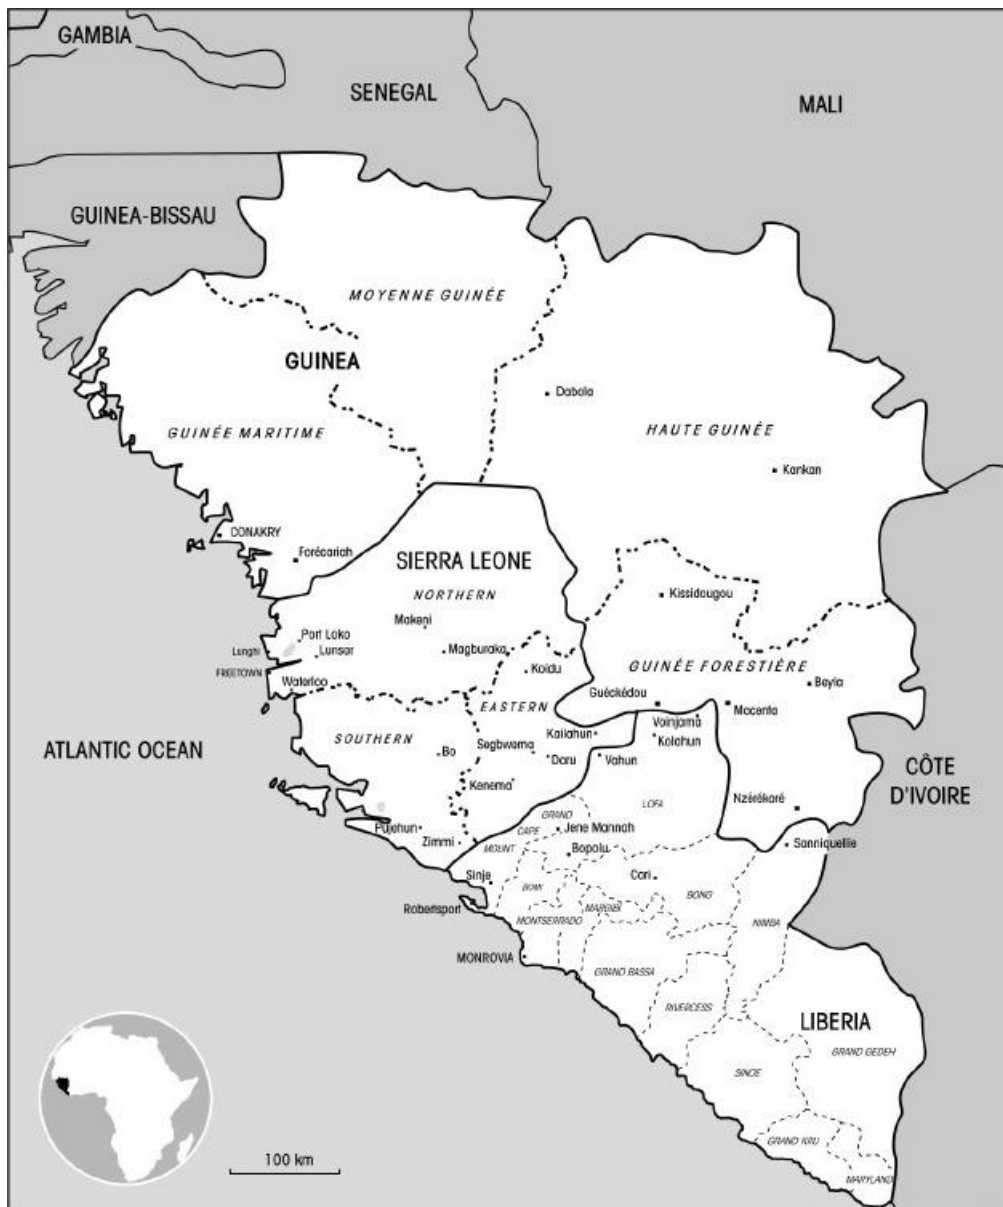 GAMBIA
SENEGAL
MALI
GUINEA-BISSAU
MOYENNE GUINÉE
GUINEA
Dabola
GUINÉE MARITIME
HAUTE GUINÉE
Kankan
CONAKRY
Forécariah
SIERRA LEONE
NORTHERN
Kissidougou
Makeni
Port Loko
Lunsar
Lunghi
Magburaka
Koidu
GUINÉE FORESTIÈRE
FREETOWN
Waterloo
Beyla
Guéckédou
EASTERN
Macenta
Voinjama
SOUTHERN
Kailahun
Kolahun
ATLANTIC OCEAN
Bo
Segbwema
Daru
Vahun
CÔTE
D'IVOIRE
Kenema
Nzérékoré
LOFA
GRAND
CAPE
MOUNT
Jene Mannah
Pujehun
Zimmi
Bopolu
Sanniquellie
Sinje
BOMI
Cari
BONG
Robertsport
MONTSERRADO
MARGIBI
NIMBA
MONROVIA
GRAND BASSA
RIVERCESS
LIBERIA
GRAND GEDEH
SINOE
GRAND KRU
MARYLAND
100 km